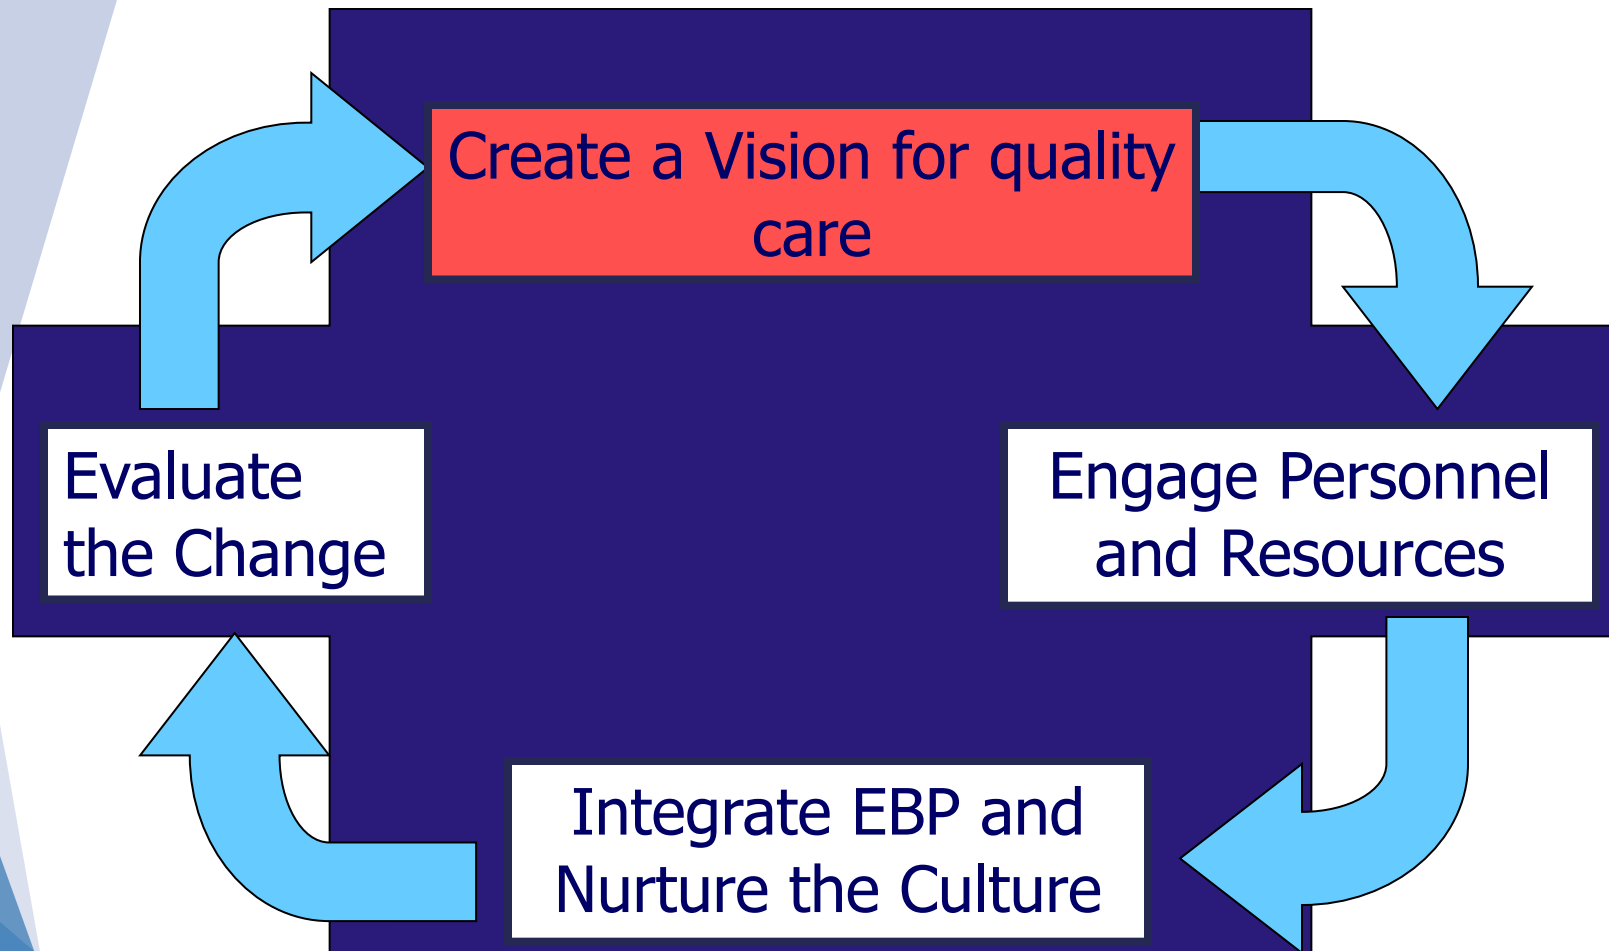 Create a Vision for quality
care
Engage Personnel
and Resources
Integrate EBP and
Nurture the Culture
Evaluate
the Change